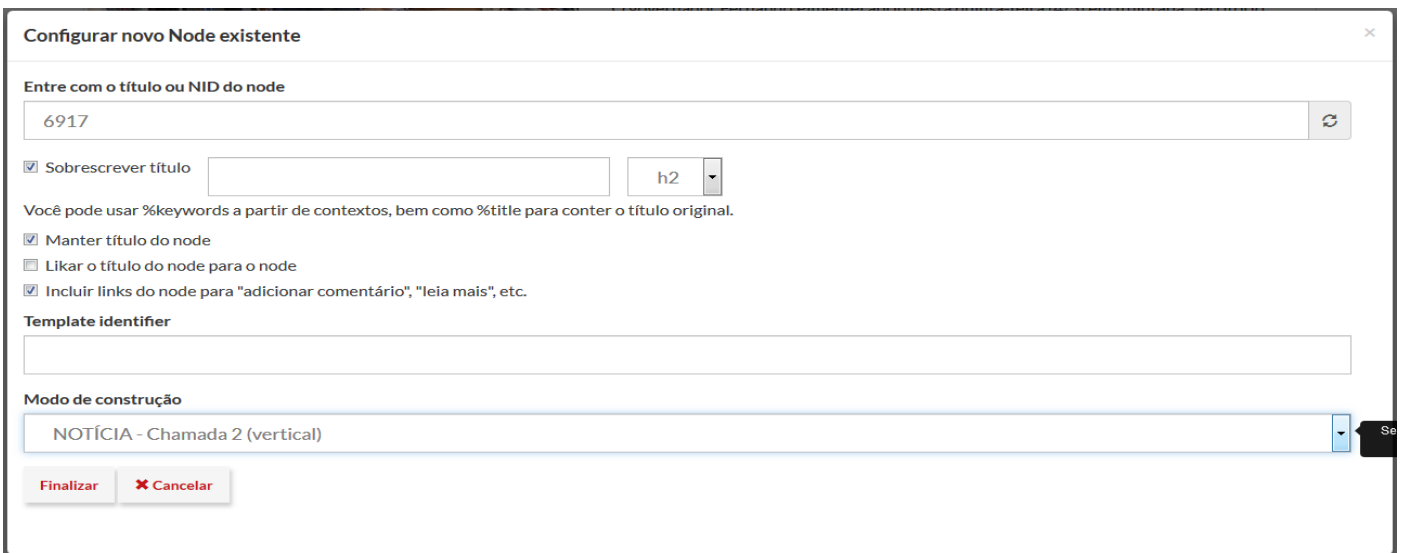 Configurar novo Node existente ×
Entre com o título ou NID do node
6917
Sobrescrever título h2
Você pode usar %keywords a partir de contextos, bem como %title para conter o título original.
Manter título do node
Likar o título do node para o node
Incluir links do node para "adicionar comentário", "leia mais", etc.
Template identifier
Modo de construção
NOTÍCIA - Chamada 2 (vertical)
Se
Finalizar Cancelar